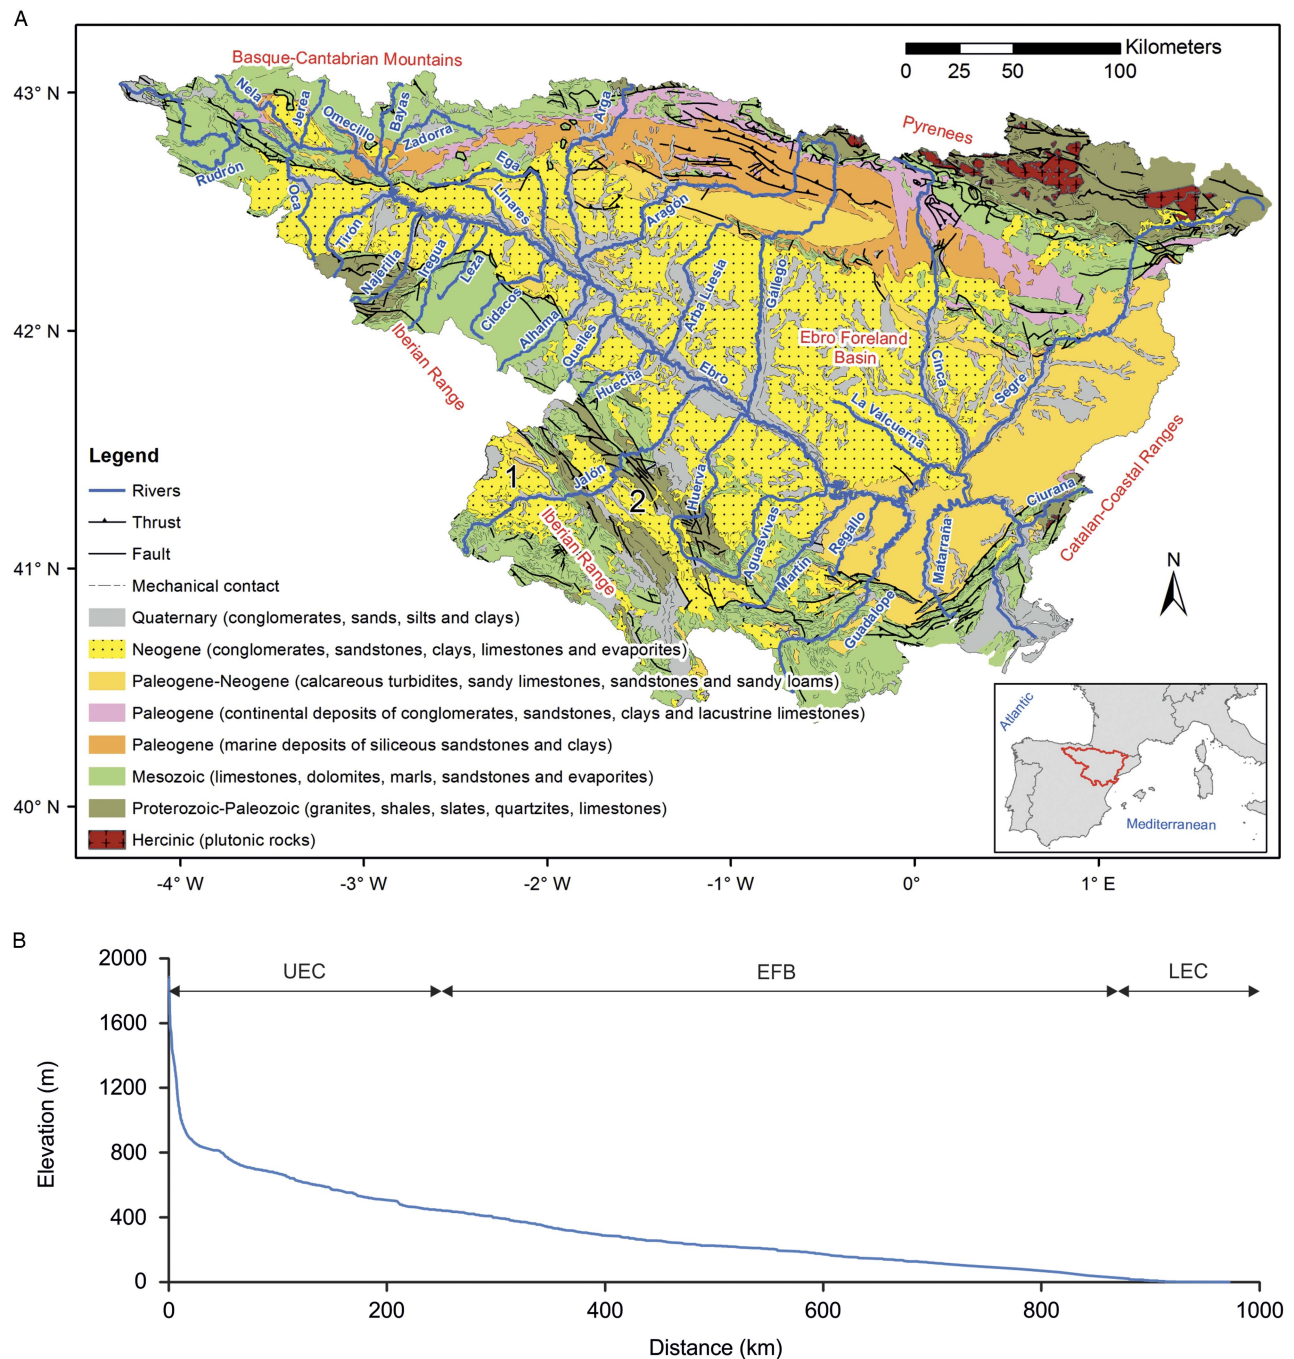 A
Basque-Cantabrian Mountains
Kilometers
0 25 50 100
43° N
42° N
41° N
40° N
Nela
Jerea
Omecillo
Bayas
Zadorra
Arga
Pyrenees
Rudrón
Oca
Ega
Linares
Aragón
Tirón
Najerilla
Iregua
Leza
Cidacos
Alhama
Queiles
Huecha
Arba Luesia
Gállego
Ebro Foreland
Basin
Ebro
Cinca
Segre
La Valcuerna
Iberian Range
Catalan-Coastal Ranges
1
2
Jalón
Huerva
Iberian Range
Aguasvivas
Martín
Regallo
Guadalope
Matarraña
Ciurana
N
Legend
Rivers
Thrust
Fault
Mechanical contact
Quaternary (conglomerates, sands, silts and clays)
Neogene (conglomerates, sandstones, clays, limestones and evaporites)
Paleogene-Neogene (calcareous turbidites, sandy limestones, sandstones and sandy loams)
Paleogene (continental deposits of conglomerates, sandstones, clays and lacustrine limestones)
Paleogene (marine deposits of siliceous sandstones and clays)
Mesozoic (limestones, dolomites, marls, sandstones and evaporites)
Proterozoic-Paleozoic (granites, shales, slates, quartzites, limestones)
Hercinic (plutonic rocks)
Atlantic
Mediterranean
-4° W -3° W -2° W -1° W 0° 1° E
B
UEC EFB LEC
2000
1600
1200
800
400
0
Elevation (m)
0 200 400 600 800 1000
Distance (km)